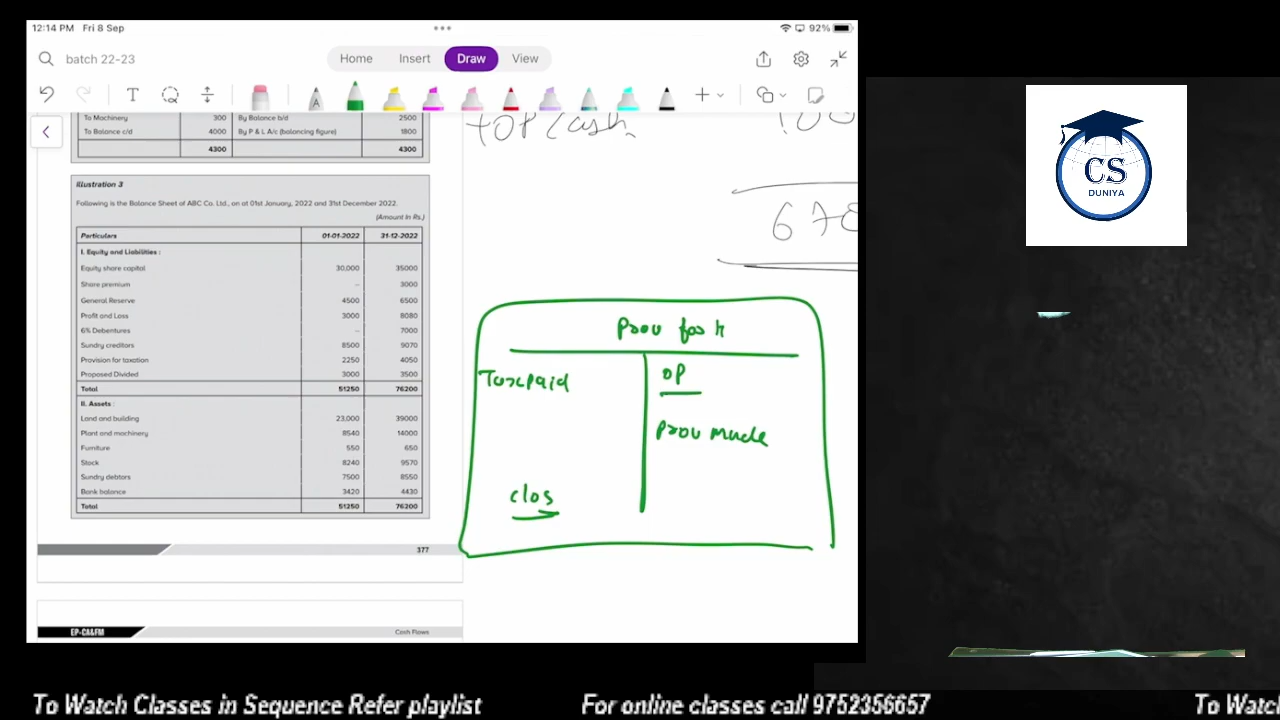 12:14 PM Fri 8 Sep
92%
batch 22-23
Home Insert Draw View
To Machinery 300 By Balance b/d 2500
To Balance c/d 4000 By P & L A/c (balancing figure) 1800
4300 4300
Illustration 3
Following is the Balance Sheet of ABC Co. Ltd., on at 01st January, 2022 and 31st December 2022.
(Amount In Rs.)
Particulars 01-01-2022 31-12-2022
I. Equity and Liabilities :
Equity share capital 30,000 35000
Share premium – 3000
General Reserve 4500 6500
Profit and Loss 3000 8080
6% Debentures – 7000
Sundry creditors 8500 9070
Provision for taxation 2250 4050
Proposed Divided 3000 3500
Total 51250 76200
II. Assets :
Land and building 23,000 39000
Plant and machinery 8540 14000
Furniture 550 650
Stock 8240 9570
Sundry debtors 7500 8550
Bank balance 3420 4430
Total 51250 76200
377
EP-CA&FM Cash Flows
top cash
678
Prov for
Tax paid
op
Prov made
clos
CS
DUNIYA
To Watch Classes in Sequence Refer playlist For online classes call 9752356657 To Watc